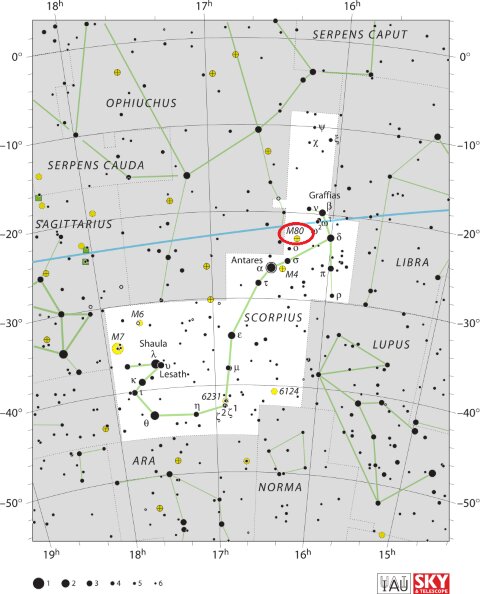 18h 17h 16h
SERPENS CAPUT
0° 0°
OPHIUCHUS
ψ
χ ξ
-10° -10°
SERPENS CAUDA
Graffias
ν β
SAGITTARIUS
M80 ω
δ
-20° -20°
ο
σ
Antares
α M4 π
LIBRA
τ
ρ
-30° -30°
M6 SCORPIUS
M7 ε LUPUS
Shaula
λ
υ
Lesath μ
κ
ι 6231 6124
-40° -40°
η ζ2 ζ1
θ
ARA
NORMA
-50° -50°
19h 18h 17h 16h 15h
1 2 3 4 5 6
IAU SKY
& TELESCOPE